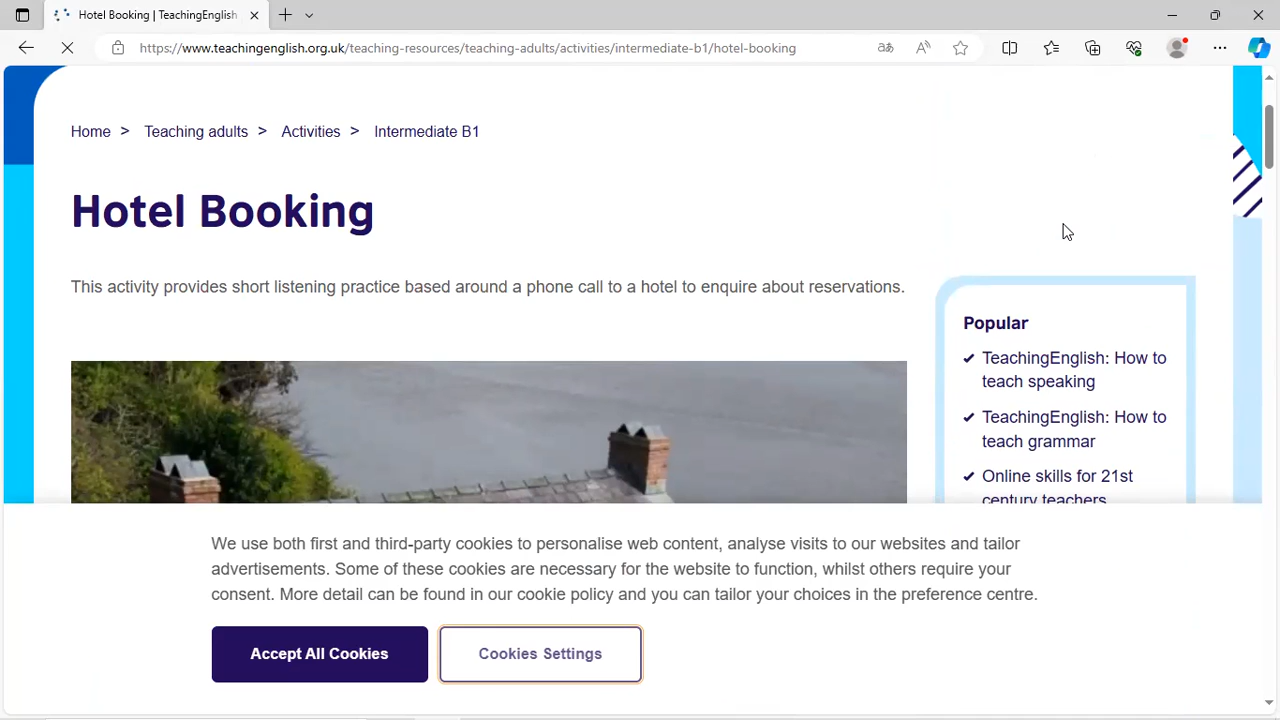 Hotel Booking | TeachingEnglish
https://www.teachingenglish.org.uk/teaching-resources/teaching-adults/activities/intermediate-b1/hotel-booking
Home > Teaching adults > Activities > Intermediate B1
Hotel Booking
This activity provides short listening practice based around a phone call to a hotel to enquire about reservations.
Popular
TeachingEnglish: How to
teach speaking
TeachingEnglish: How to
teach grammar
Online skills for 21st
century teachers
We use both first and third-party cookies to personalise web content, analyse visits to our websites and tailor
advertisements. Some of these cookies are necessary for the website to function, whilst others require your
consent. More detail can be found in our cookie policy and you can tailor your choices in the preference centre.
Accept All Cookies
Cookies Settings